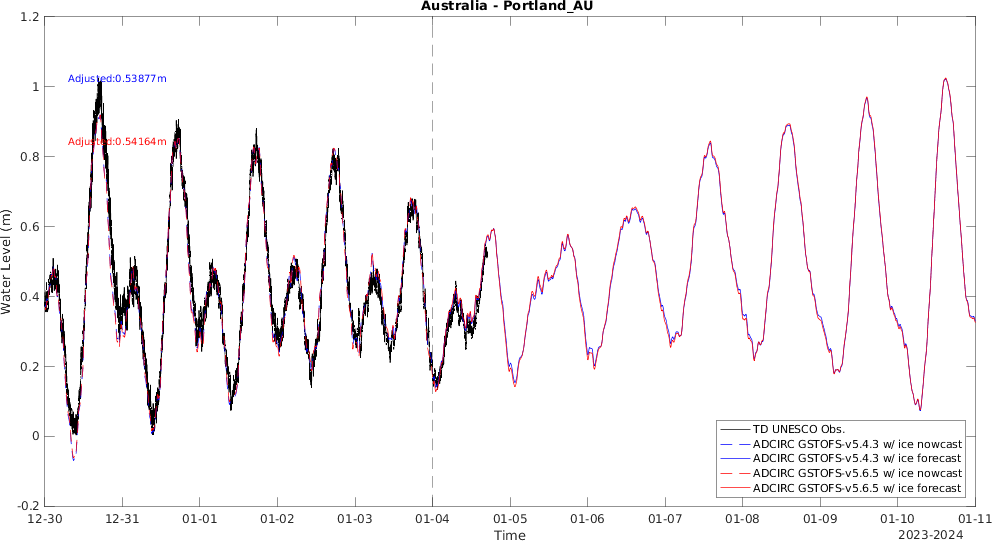 Australia - Portland_AU
1.2
1
0.8
0.6
0.4
0.2
0
-0.2
Water Level (m)
Adjusted:0.53877m
Adjusted:0.54164m
TD UNESCO Obs.
ADCIRC GSTOFS-v5.4.3 w/ ice nowcast
ADCIRC GSTOFS-v5.4.3 w/ ice forecast
ADCIRC GSTOFS-v5.6.5 w/ ice nowcast
ADCIRC GSTOFS-v5.6.5 w/ ice forecast
12-30 12-31 01-01 01-02 01-03 01-04 01-05 01-06 01-07 01-08 01-09 01-10 01-11
Time
2023-2024